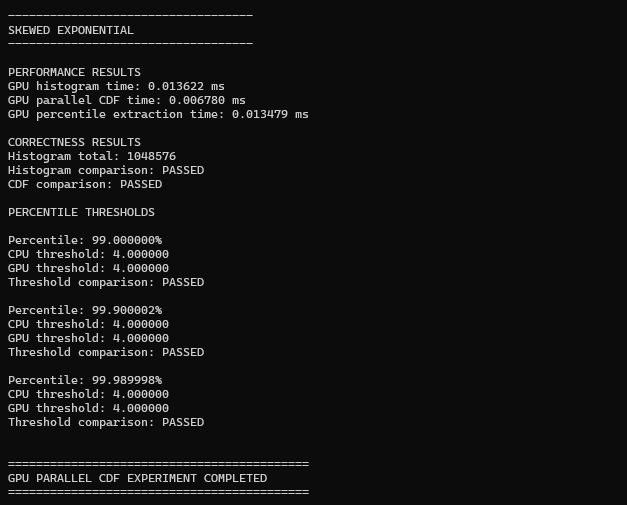 -----------------------------------
SKEWED EXPONENTIAL
-----------------------------------
PERFORMANCE RESULTS
GPU histogram time: 0.013622 ms
GPU parallel CDF time: 0.006780 ms
GPU percentile extraction time: 0.013479 ms
CORRECTNESS RESULTS
Histogram total: 1048576
Histogram comparison: PASSED
CDF comparison: PASSED
PERCENTILE THRESHOLDS
Percentile: 99.000000%
CPU threshold: 4.000000
GPU threshold: 4.000000
Threshold comparison: PASSED
Percentile: 99.900002%
CPU threshold: 4.000000
GPU threshold: 4.000000
Threshold comparison: PASSED
Percentile: 99.989998%
CPU threshold: 4.000000
GPU threshold: 4.000000
Threshold comparison: PASSED
===========================================
GPU PARALLEL CDF EXPERIMENT COMPLETED
===========================================